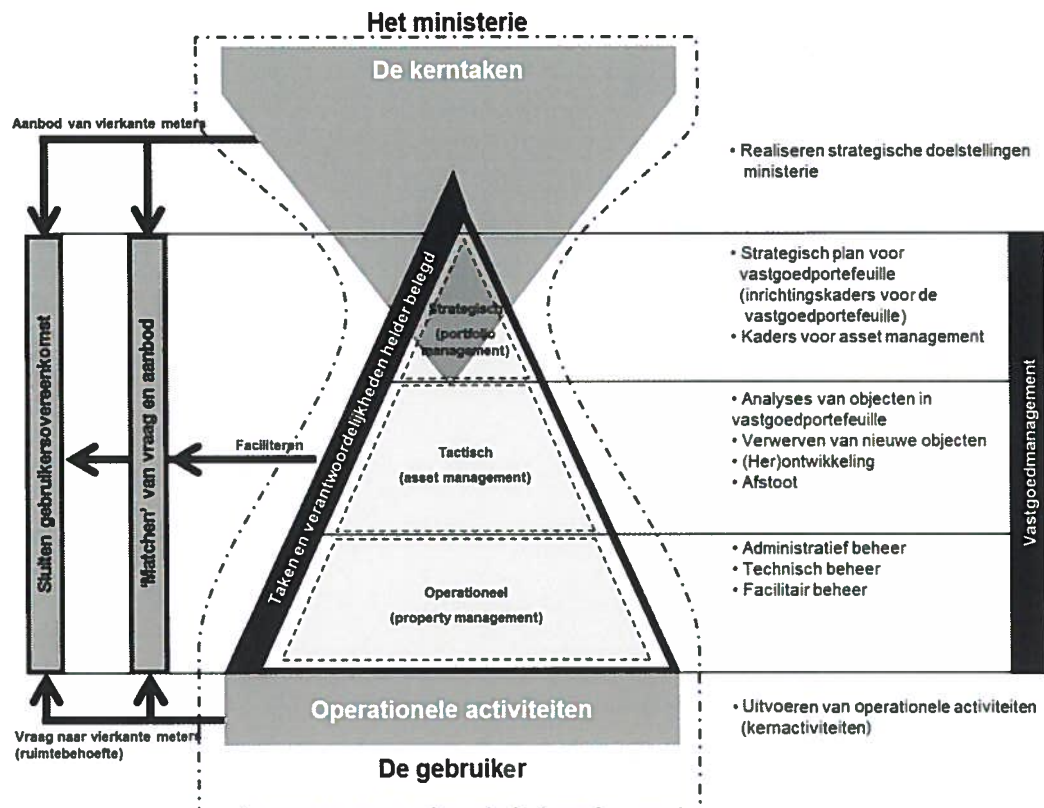 Het ministerie
De kerntaken
Aanbod van vierkante meters
• Realiseren strategische doelstellingen
ministerie
Sluiten gebruikersovereenkomst
'Matchen' van vraag en aanbod
Taken en verantwoordelijkheden helder belegd
Strategisch
(portfolio
management)
• Strategisch plan voor
vastgoedportefeuille
(inrichtingskaders voor de
vastgoedportefeuille)
• Kaders voor asset management
Vastgoedmanagement
Faciliteren
Tactisch
(asset management)
• Analyses van objecten in
vastgoedportefeuille
• Verwerven van nieuwe objecten
• (Her)ontwikkeling
• Afstoot
Operationeel
(property management)
• Administratief beheer
• Technisch beheer
• Facilitair beheer
Operationele activiteiten
Vraag naar vierkante meters
(ruimtebehoefte)
• Uitvoeren van operationele activiteiten
(kernactiviteiten)
De gebruiker